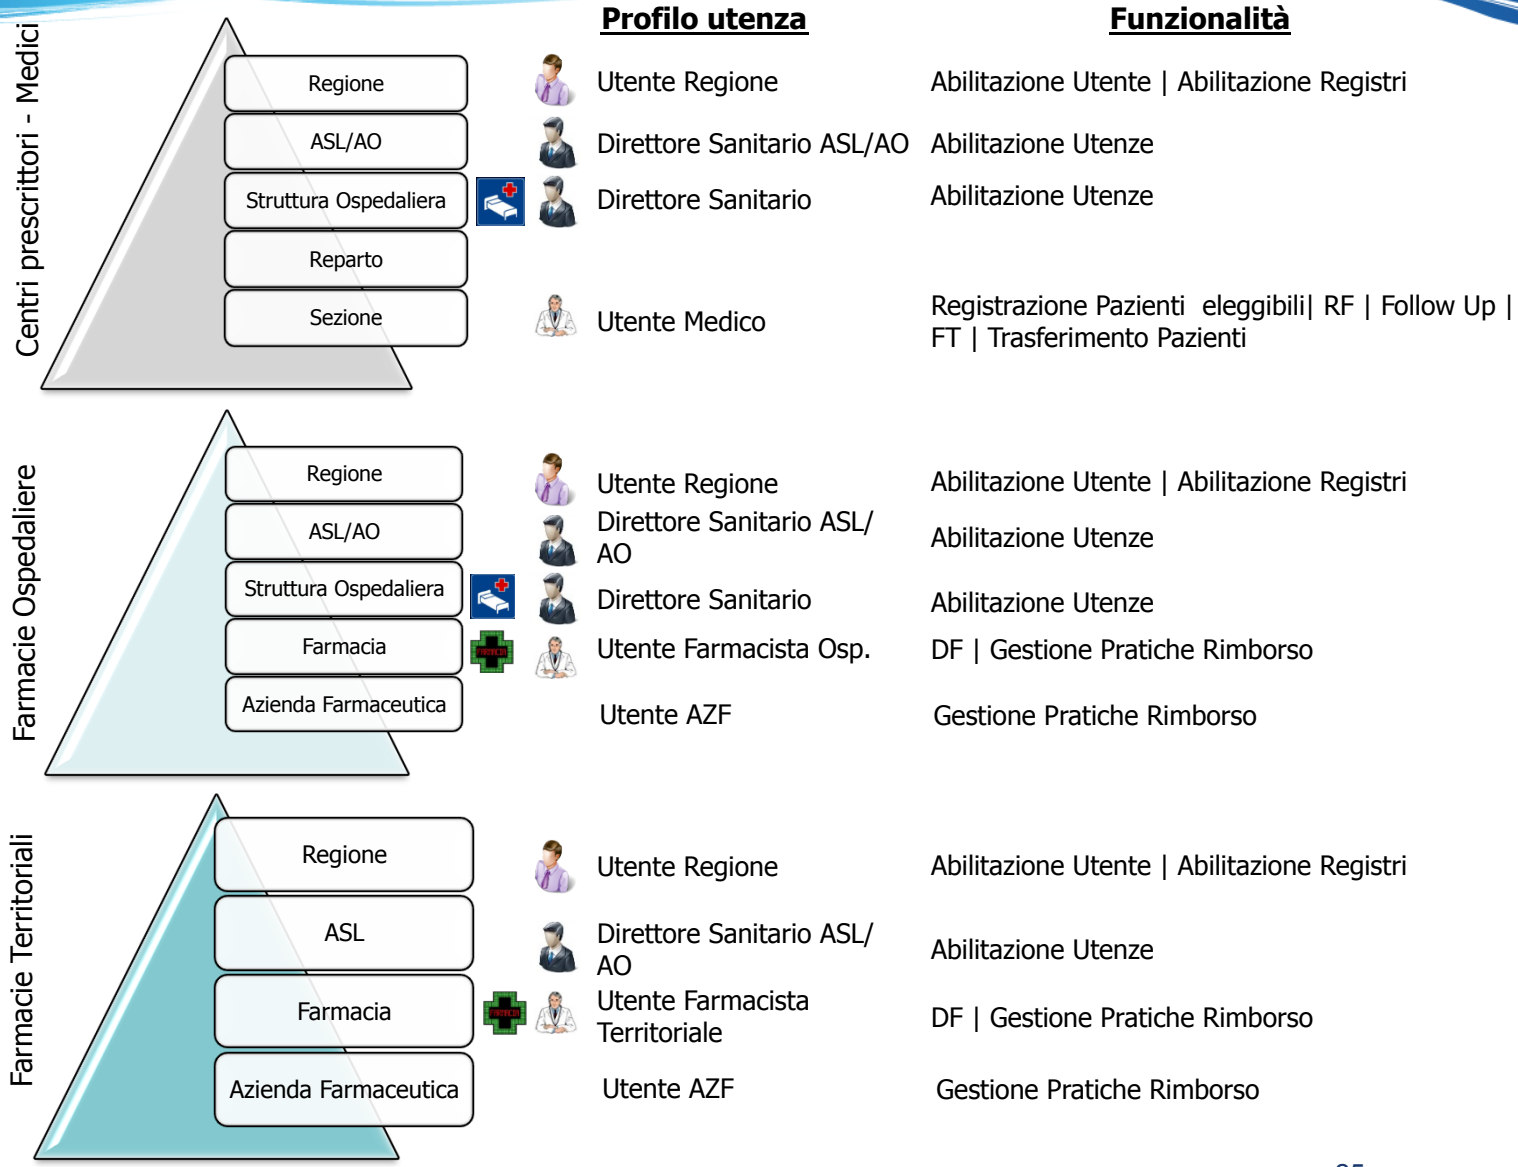 Profilo utenza
Funzionalità
Centri prescrittori - Medici
Regione
Utente Regione
Abilitazione Utente | Abilitazione Registri
ASL/AO
Direttore Sanitario ASL/AO
Abilitazione Utenze
Struttura Ospedaliera
Direttore Sanitario
Abilitazione Utenze
Reparto
Sezione
Utente Medico
Registrazione Pazienti eleggibili| RF | Follow Up |
FT | Trasferimento Pazienti
Farmacie Ospedaliere
Regione
Utente Regione
Abilitazione Utente | Abilitazione Registri
ASL/AO
Direttore Sanitario ASL/
AO
Abilitazione Utenze
Struttura Ospedaliera
Direttore Sanitario
Abilitazione Utenze
Farmacia
FARMACIA
Utente Farmacista Osp.
DF | Gestione Pratiche Rimborso
Azienda Farmaceutica
Utente AZF
Gestione Pratiche Rimborso
Farmacie Territoriali
Regione
Utente Regione
Abilitazione Utente | Abilitazione Registri
ASL
Direttore Sanitario ASL/
AO
Abilitazione Utenze
Farmacia
FARMACIA
Utente Farmacista
Territoriale
DF | Gestione Pratiche Rimborso
Azienda Farmaceutica
Utente AZF
Gestione Pratiche Rimborso